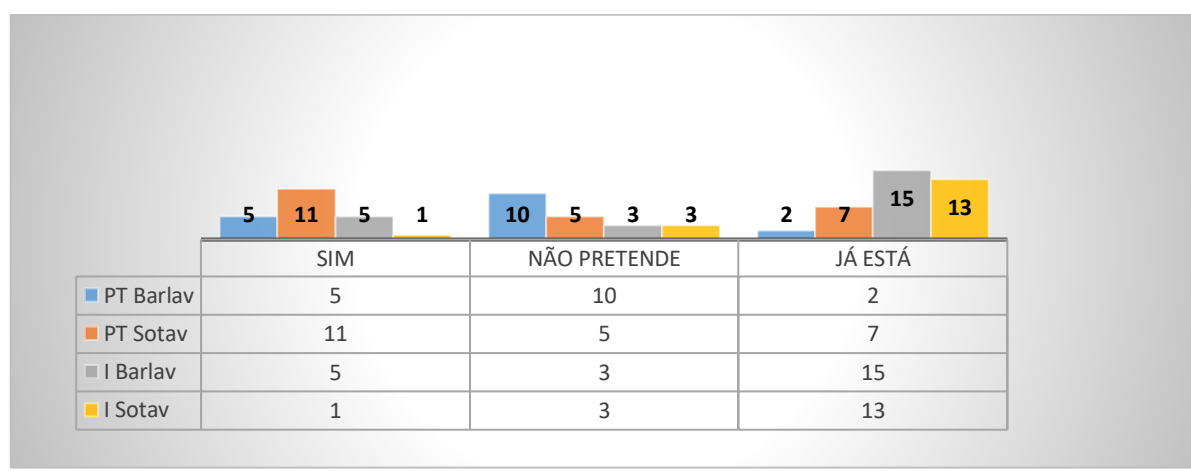 5 11 5 1 10 5 3 3 2 7 15 13
SIM NÃO PRETENDE JÁ ESTÁ
PT Barlav 5 10 2
PT Sotav 11 5 7
I Barlav 5 3 15
I Sotav 1 3 13